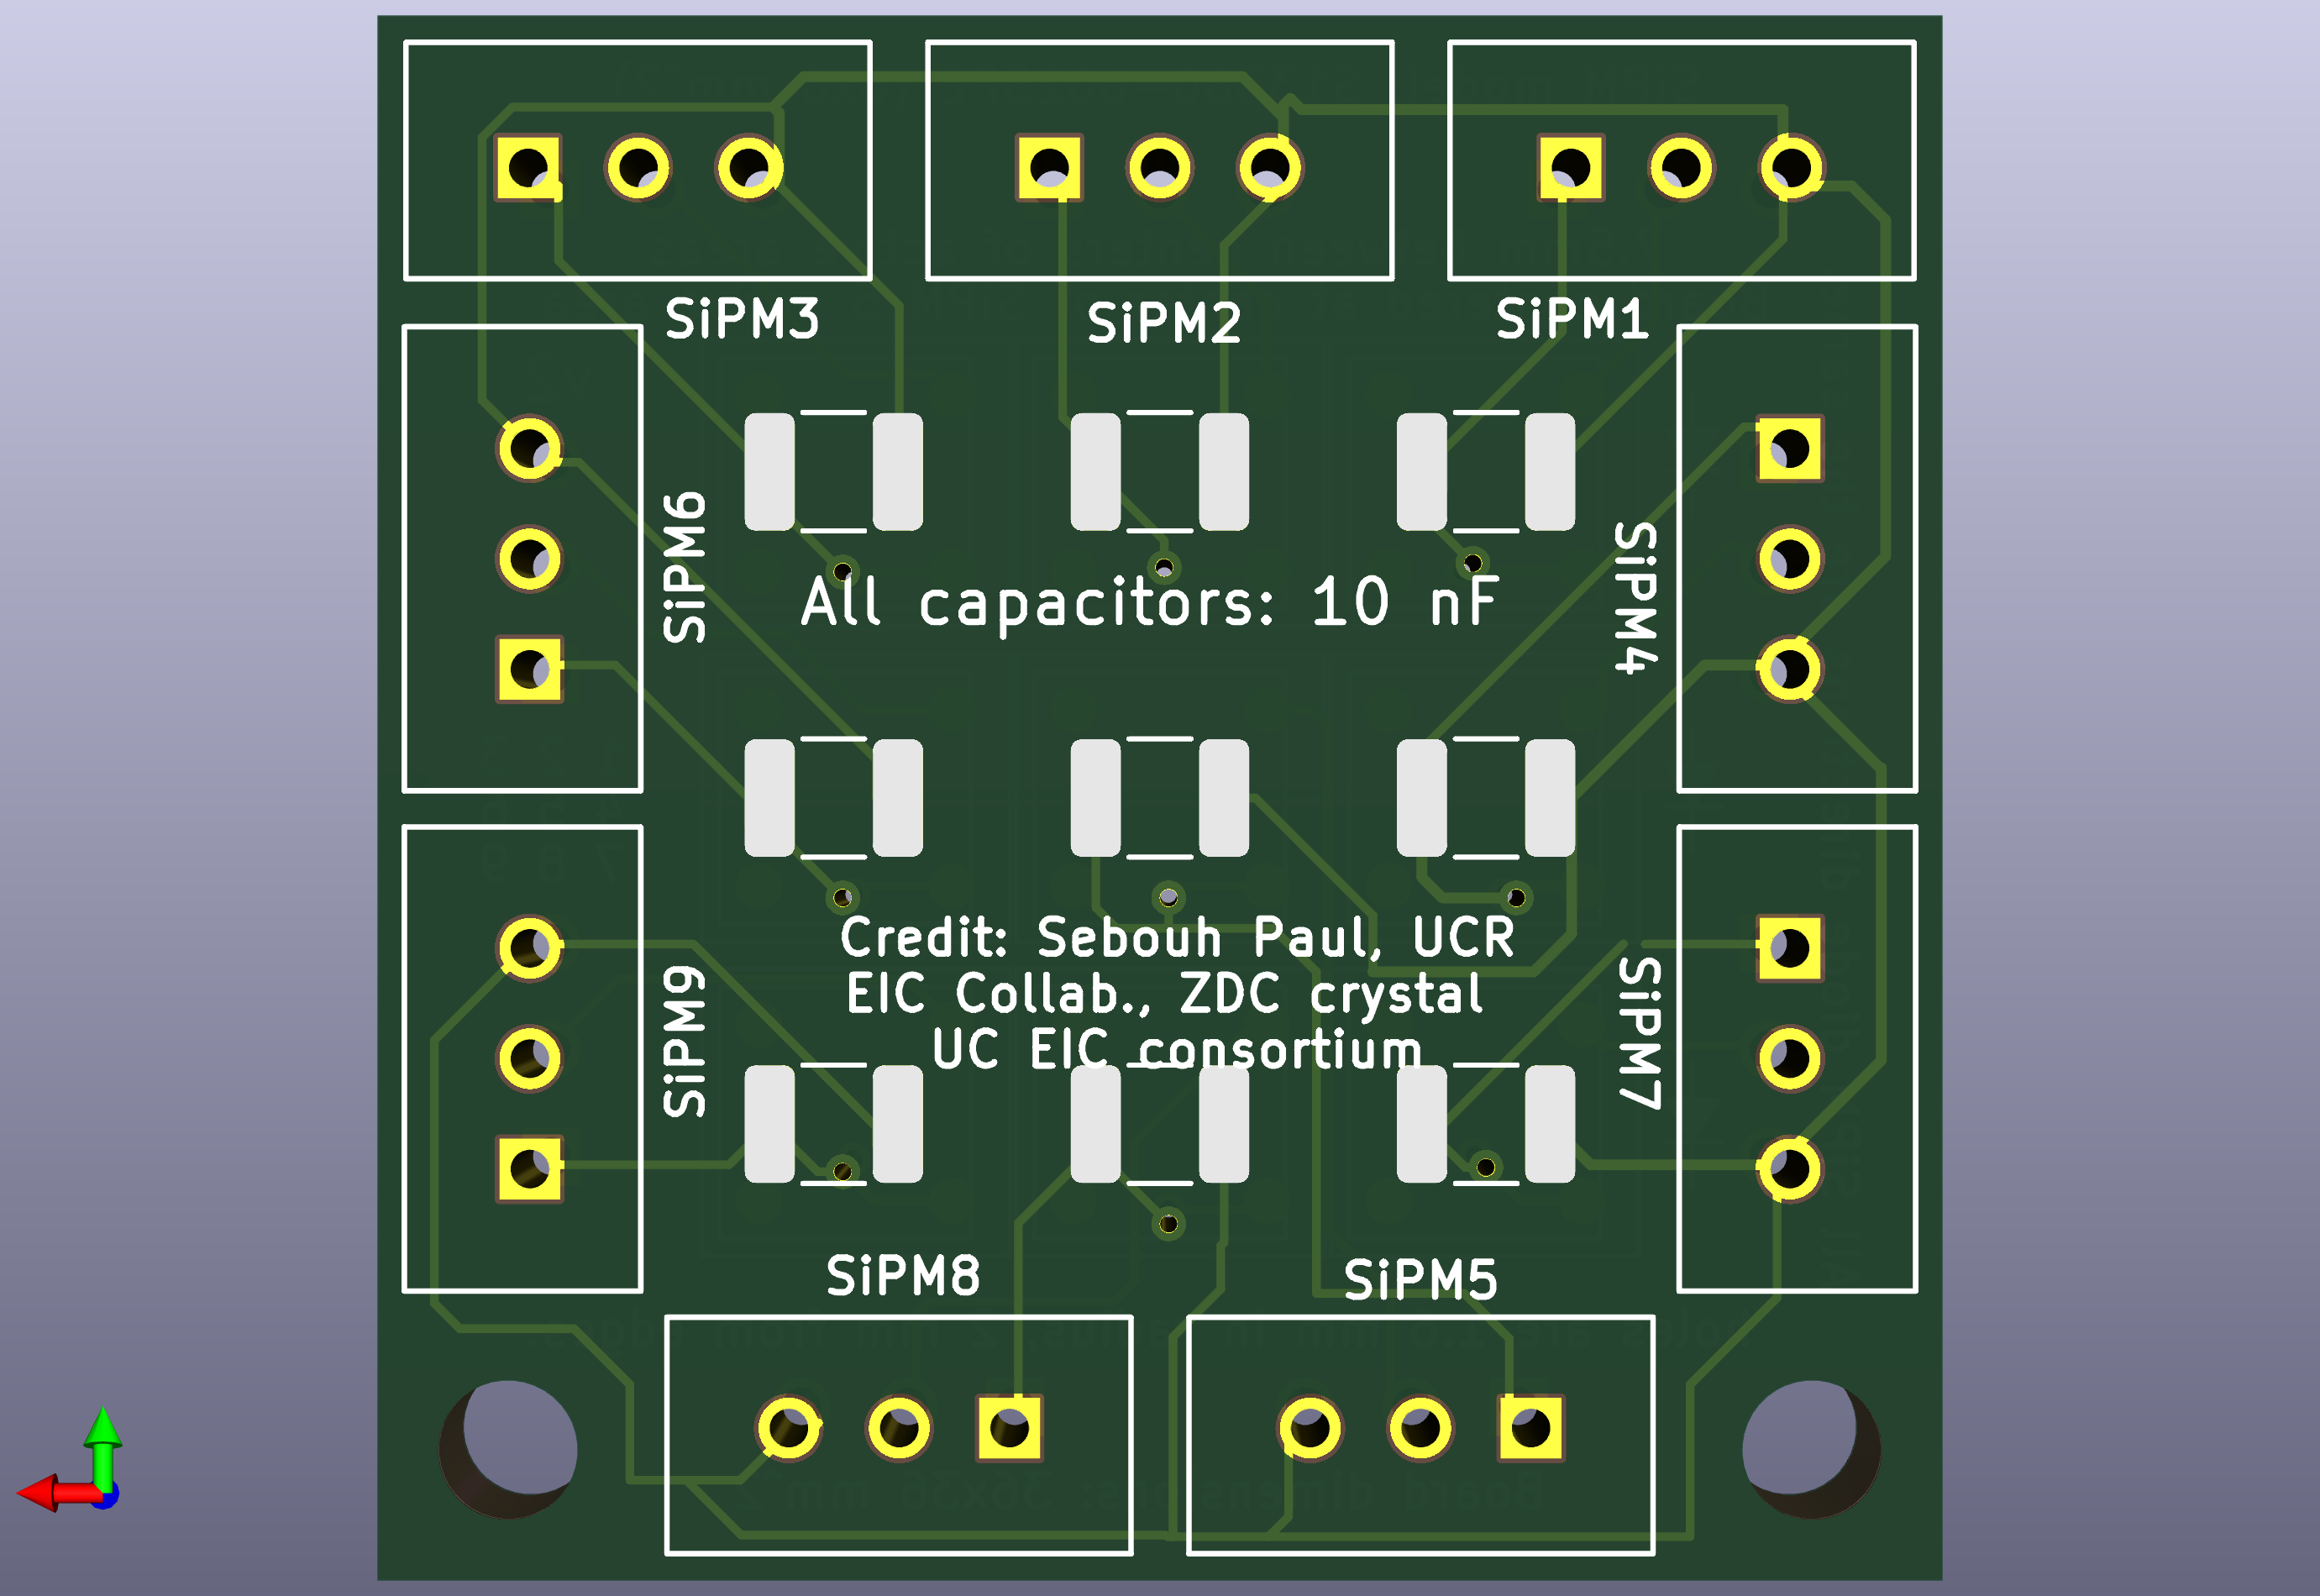 SiPM3
SiPM2
SiPM1
SiPM6
SiPM4
All capacitors: 10 nF
Credit: Sebouh Paul, UCR
EIC Collab., ZDC crystal
UC EIC consortium
SiPM9
SiPM7
SiPM8
SiPM5